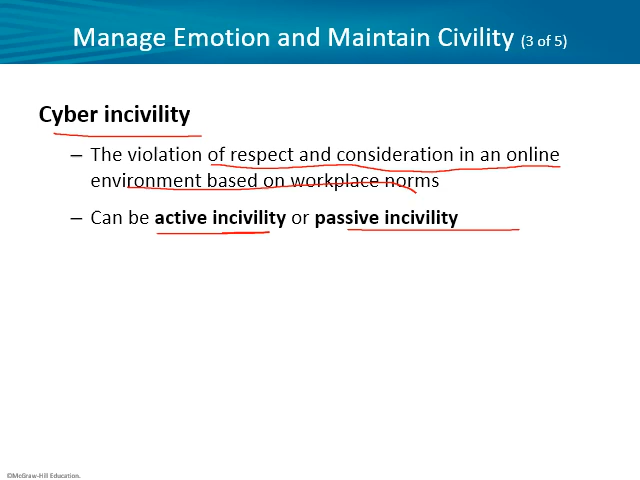 Manage Emotion and Maintain Civility (3 of 5)
Cyber incivility
– The violation of respect and consideration in an online
environment based on workplace norms
– Can be active incivility or passive incivility
©McGraw-Hill Education.